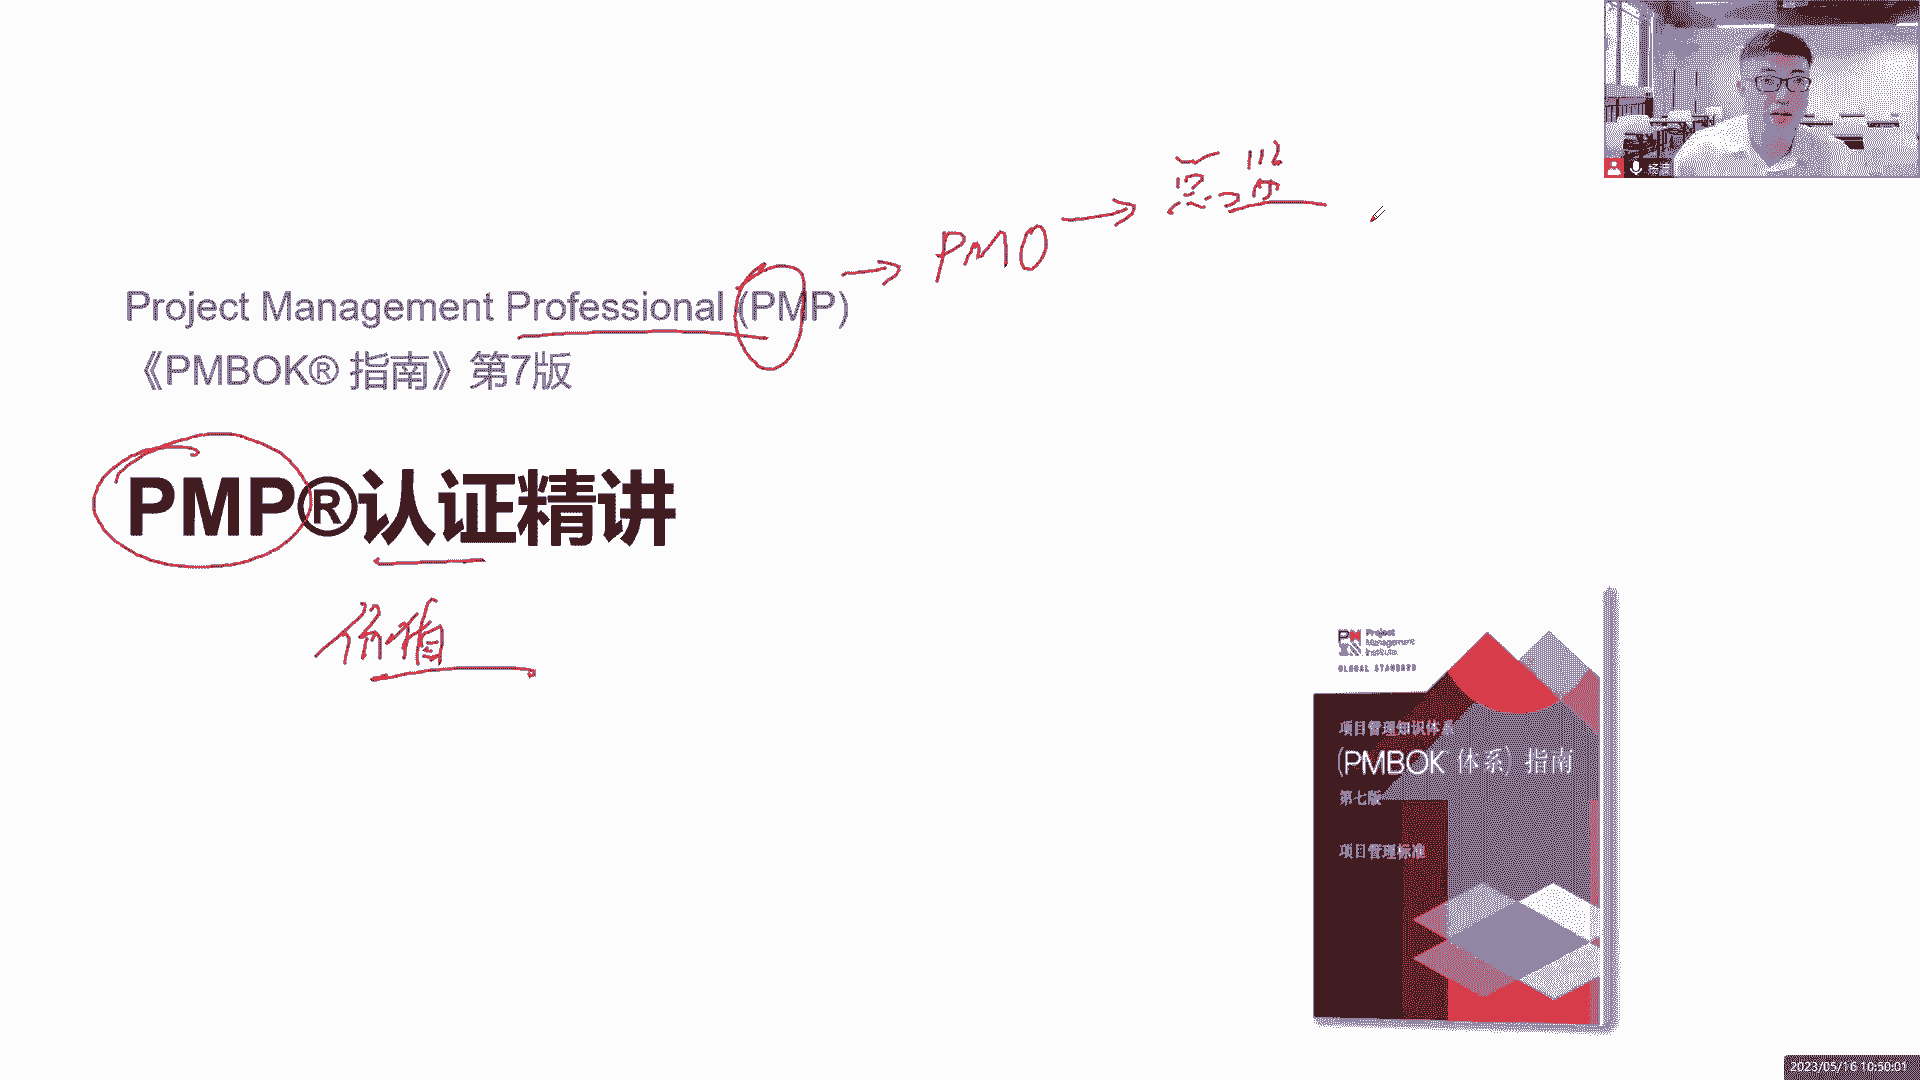 总监
PMO
Project Management Professional (PMP)
《PMBOK® 指南》第7版
PMP®认证精讲
价值
Project
Management
Institute.
GLOBAL STANDARD
项目管理知识体系
(PMBOK 体系) 指南
第七版
项目管理标准
2023/05/16 10:50:01